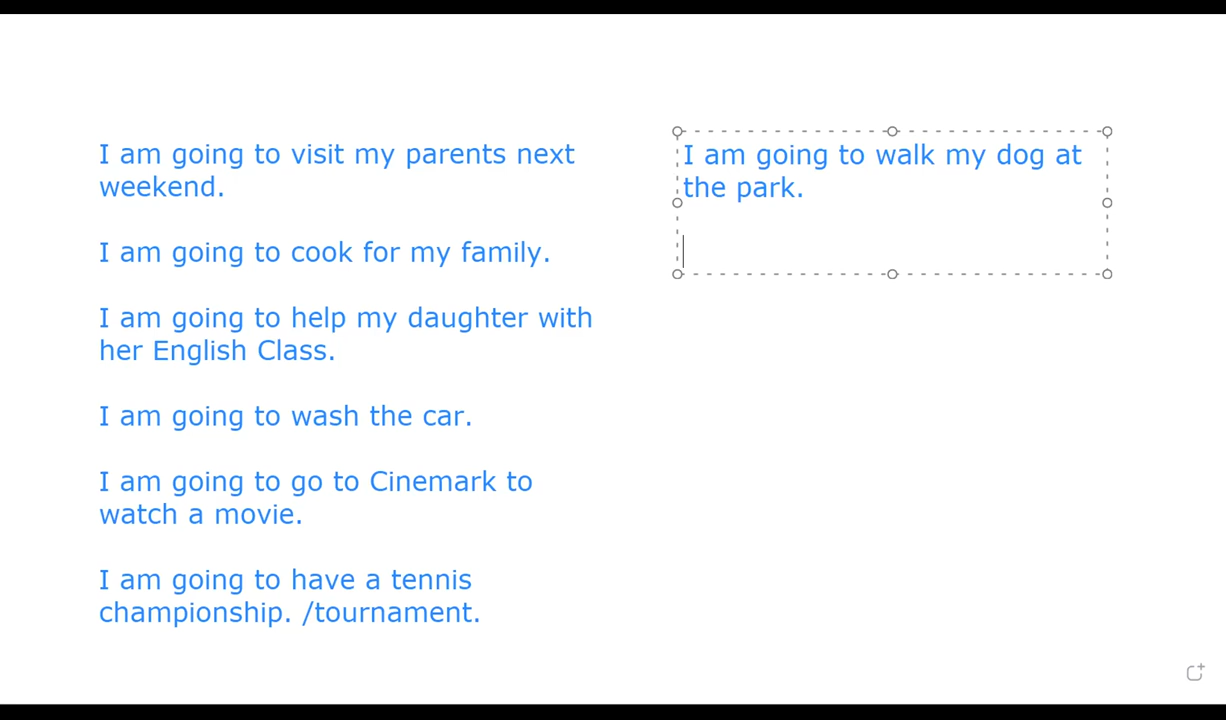 I am going to visit my parents next
weekend.
I am going to cook for my family.
I am going to help my daughter with
her English Class.
I am going to wash the car.
I am going to go to Cinemark to
watch a movie.
I am going to have a tennis
championship. /tournament.
I am going to walk my dog at
the park.